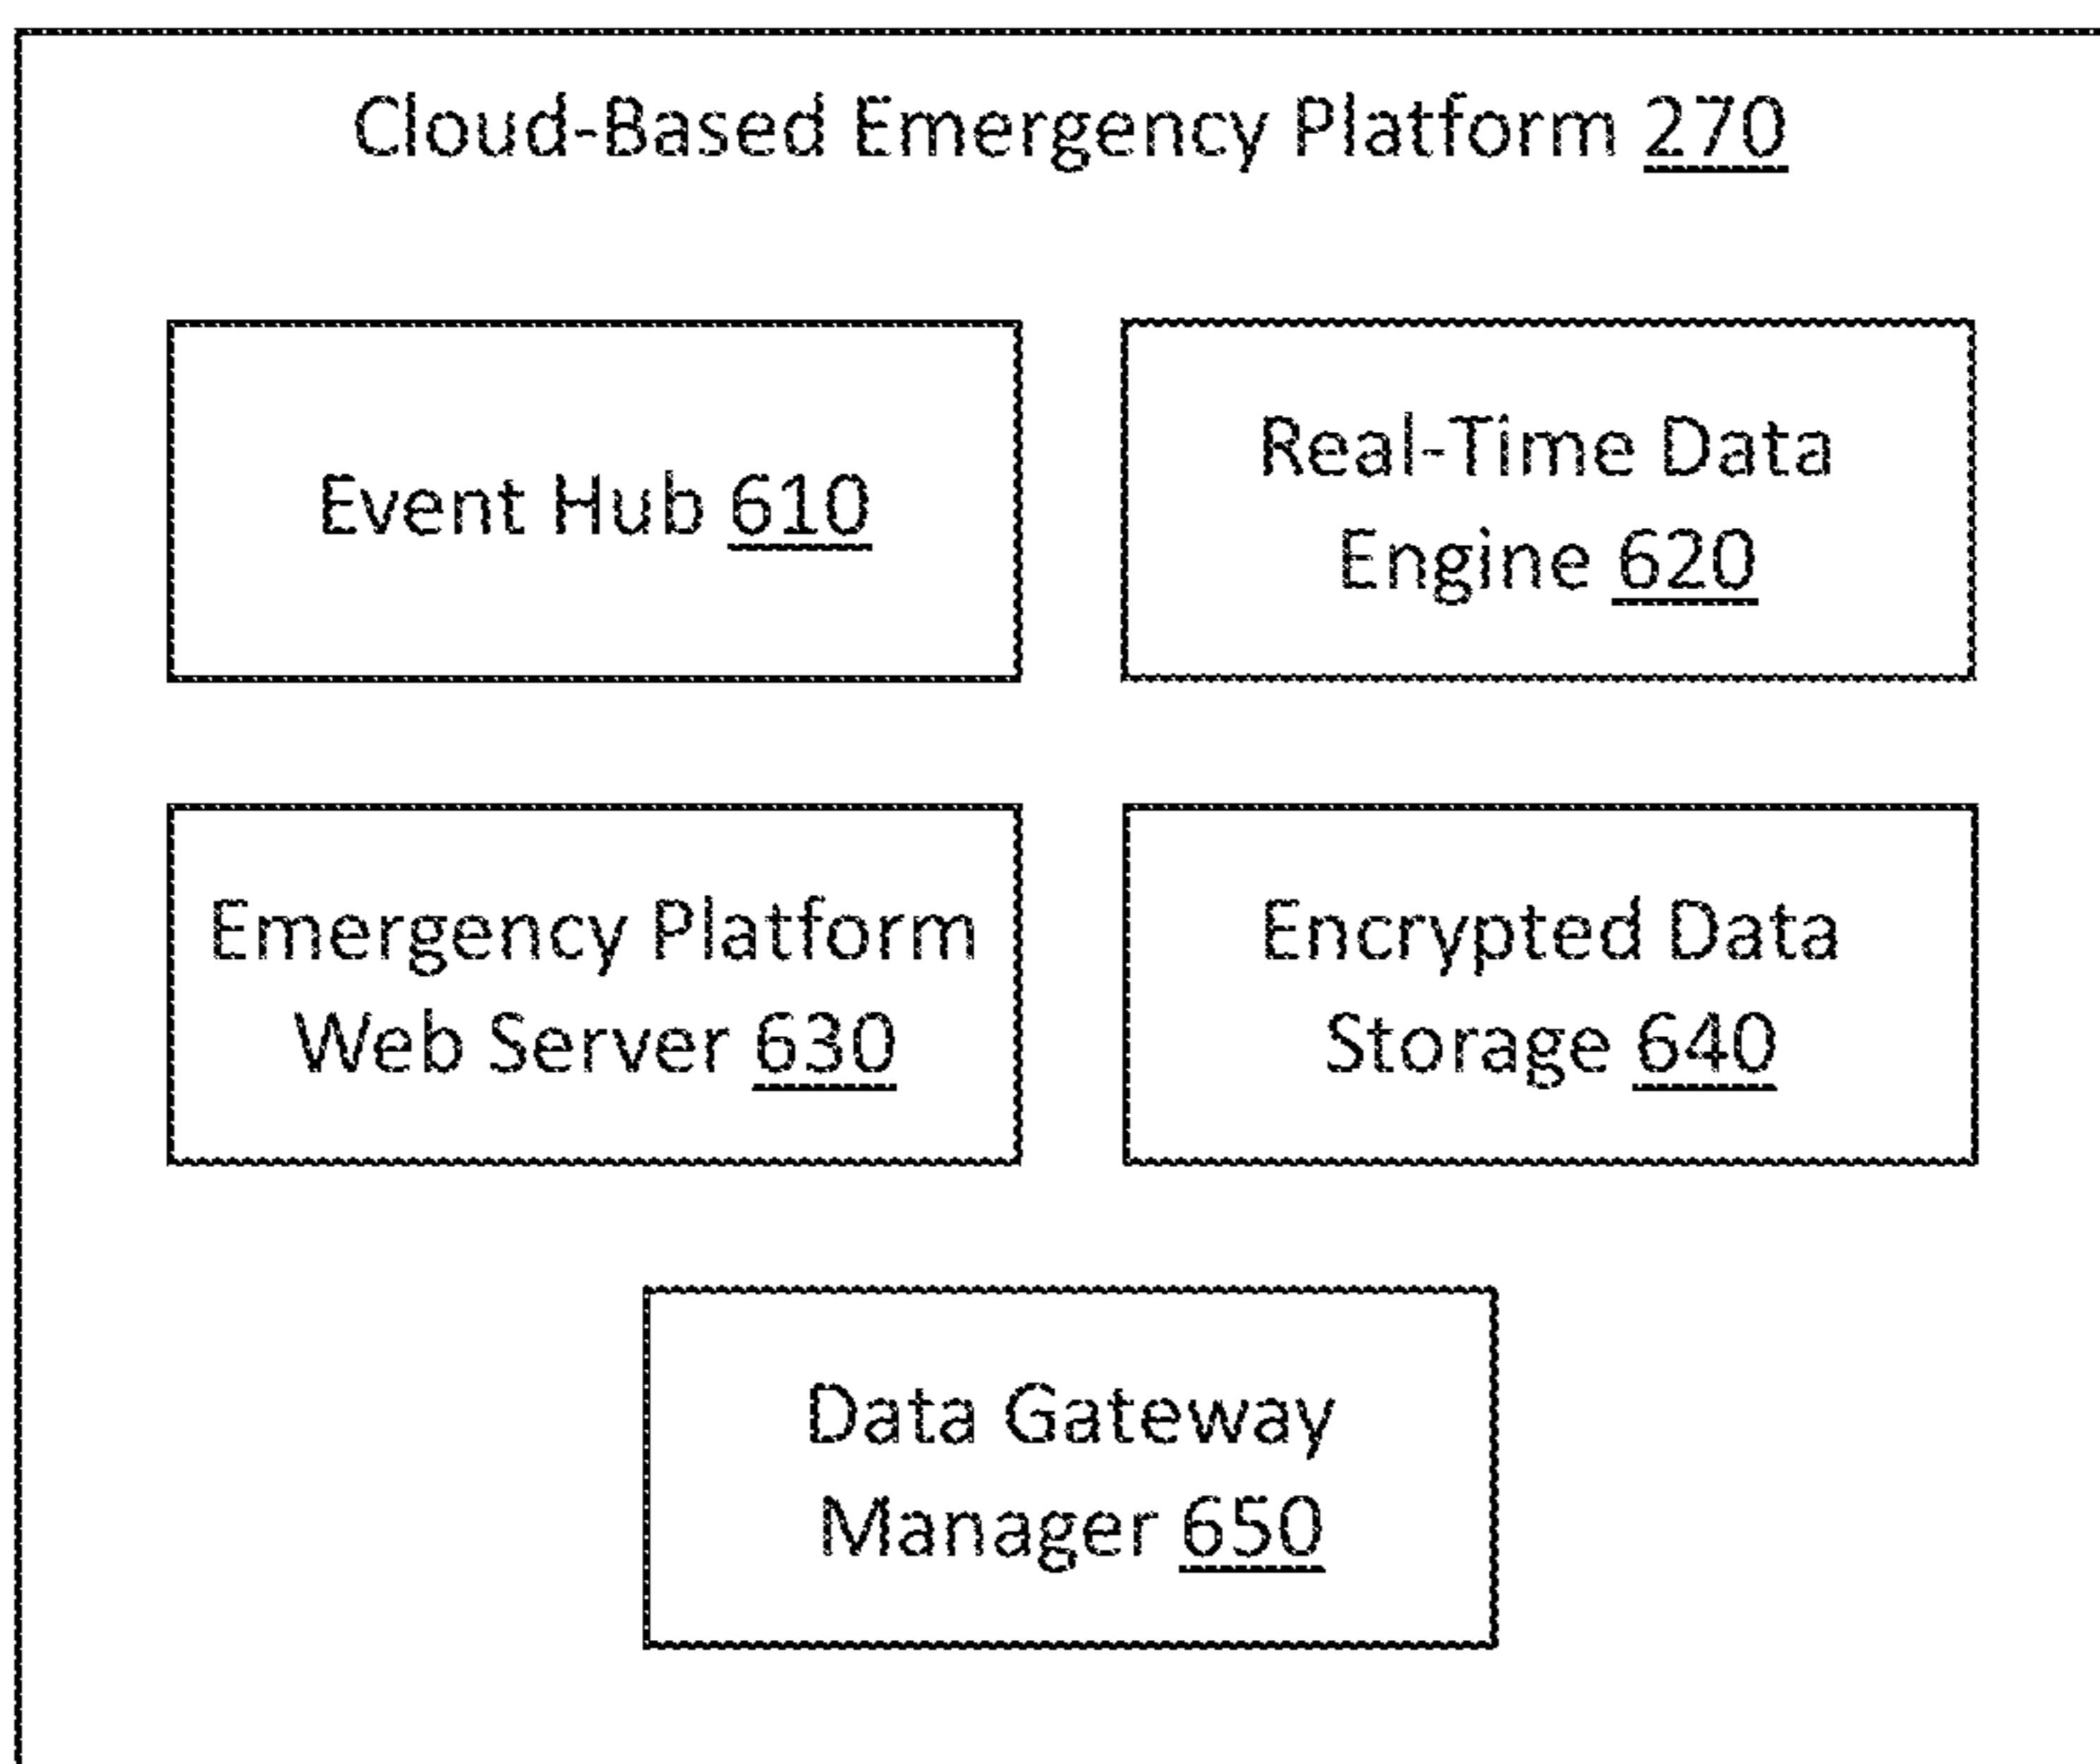 Cloud-Based Emergency Platform 270
Event Hub 610
Real-Time Data
Engine 620
Emergency Platform
Web Server 630
Encrypted Data
Storage 640
Data Gateway
Manager 650